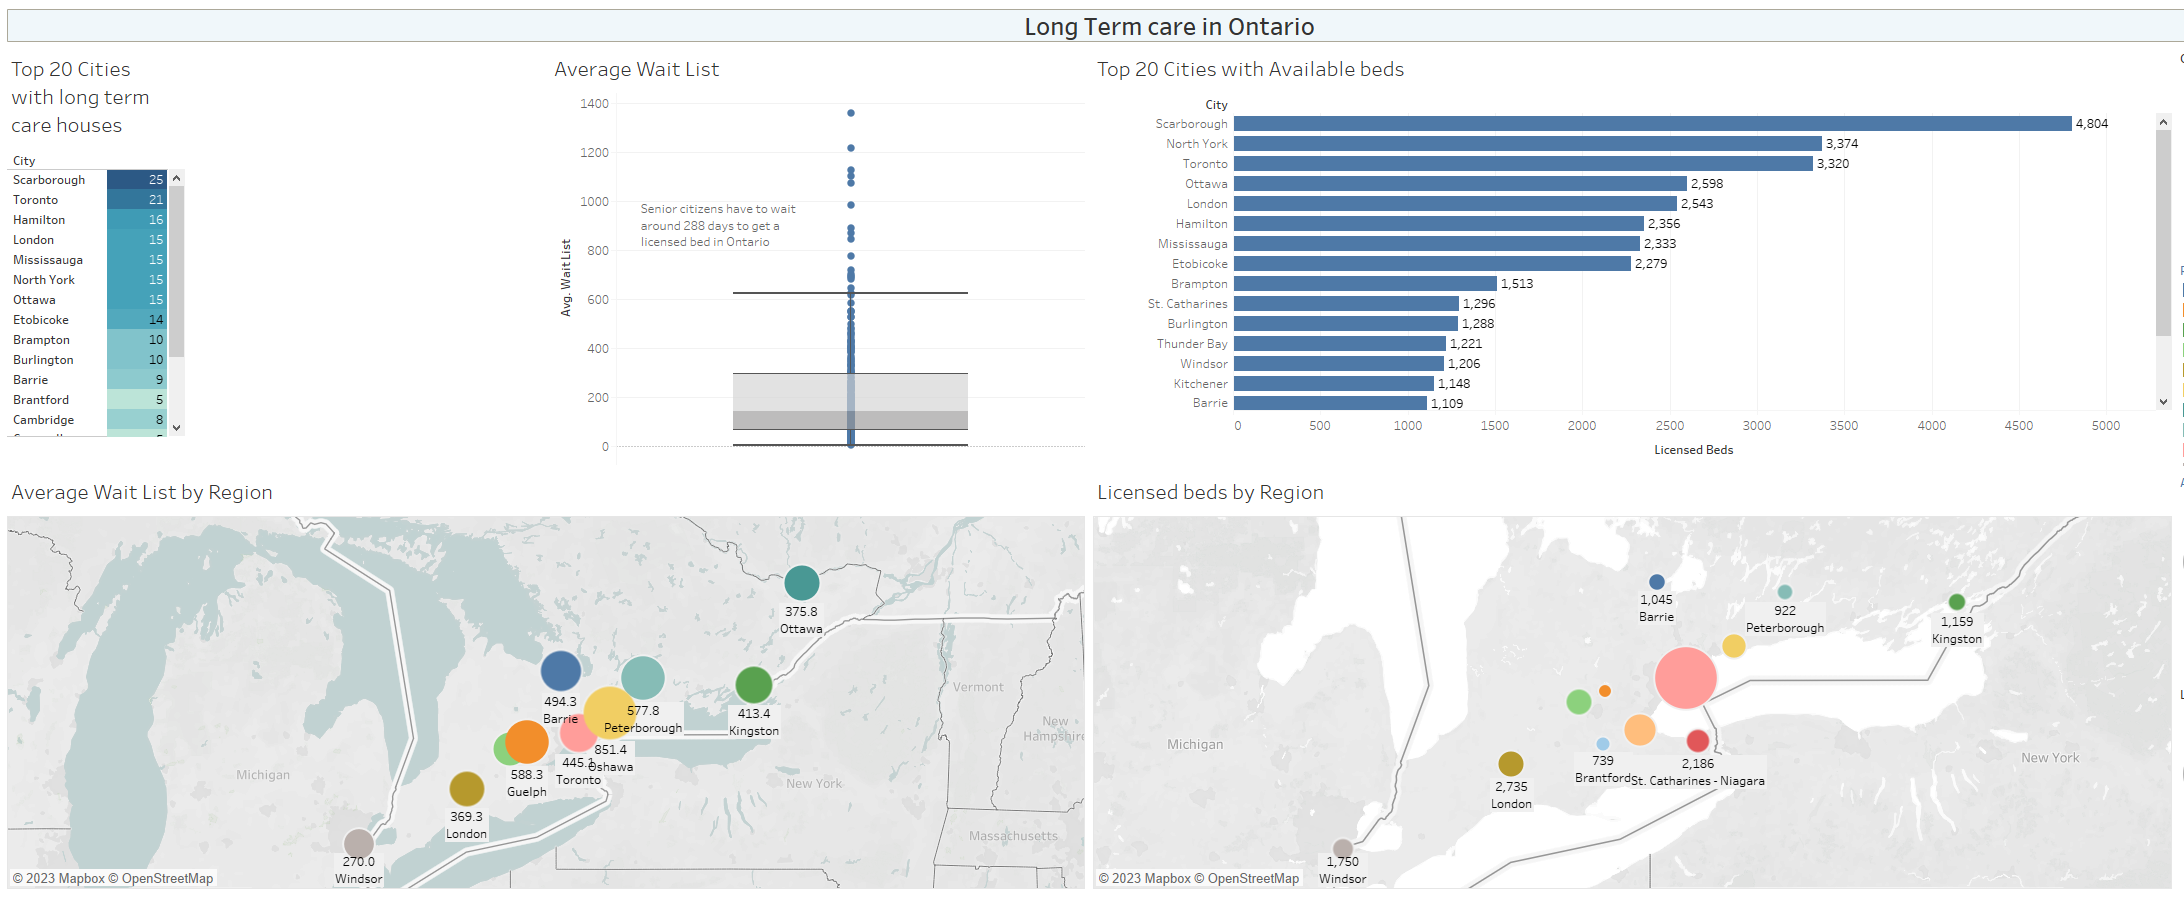 Long Term care in Ontario
Top 20 Cities
with long term
care houses
City
Scarborough 25
Toronto 21
Hamilton 16
London 15
Mississauga 15
North York 15
Ottawa 15
Etobicoke 14
Brampton 10
Burlington 10
Barrie 9
Brantford 5
Cambridge 8
Average Wait List
Avg. Wait List
1400
1200
1000
800
600
400
200
0
Senior citizens have to wait
around 288 days to get a
licensed bed in Ontario
Top 20 Cities with Available beds
City
Scarborough 4,804
North York 3,374
Toronto 3,320
Ottawa 2,598
London 2,543
Hamilton 2,356
Mississauga 2,333
Etobicoke 2,279
Brampton 1,513
St. Catharines 1,296
Burlington 1,288
Thunder Bay 1,221
Windsor 1,206
Kitchener 1,148
Barrie 1,109
0 500 1000 1500 2000 2500 3000 3500 4000 4500 5000
Licensed Beds
Average Wait List by Region
375.8
Ottawa
494.3
Barrie
577.8
Peterborough
413.4
Kingston
851.4
Oshawa
445.1
Toronto
588.3
Guelph
369.3
London
270.0
Windsor
Michigan
Vermont
New
Hampshire
New York
Massachusetts
© 2023 Mapbox © OpenStreetMap
Licensed beds by Region
1,045
Barrie
922
Peterborough
1,159
Kingston
739
Brantford
2,186
St. Catharines - Niagara
2,735
London
1,750
Windsor
Michigan
New York
© 2023 Mapbox © OpenStreetMap